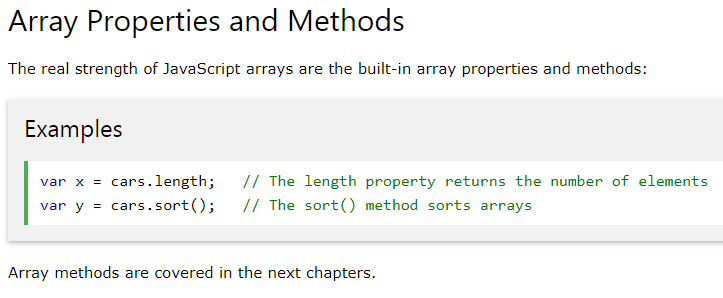 Array Properties and Methods
The real strength of JavaScript arrays are the built-in array properties and methods:
Examples
var x = cars.length;   // The length property returns the number of elements
var y = cars.sort();   // The sort() method sorts arrays
Array methods are covered in the next chapters.